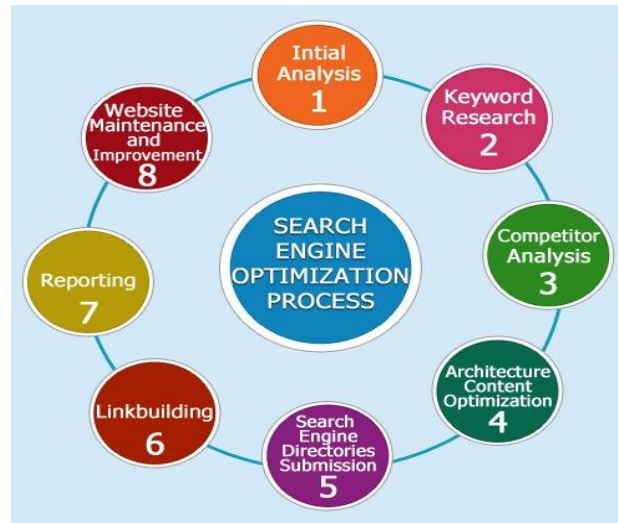 Intial
Analysis
1
Keyword
Research
2
Competitor
Analysis
3
Architecture
Content
Optimization
4
Search
Engine
Directories
Submission
5
Linkbuilding
6
Reporting
7
Website
Maintenance
and
Improvement
8
SEARCH
ENGINE
OPTIMIZATION
PROCESS